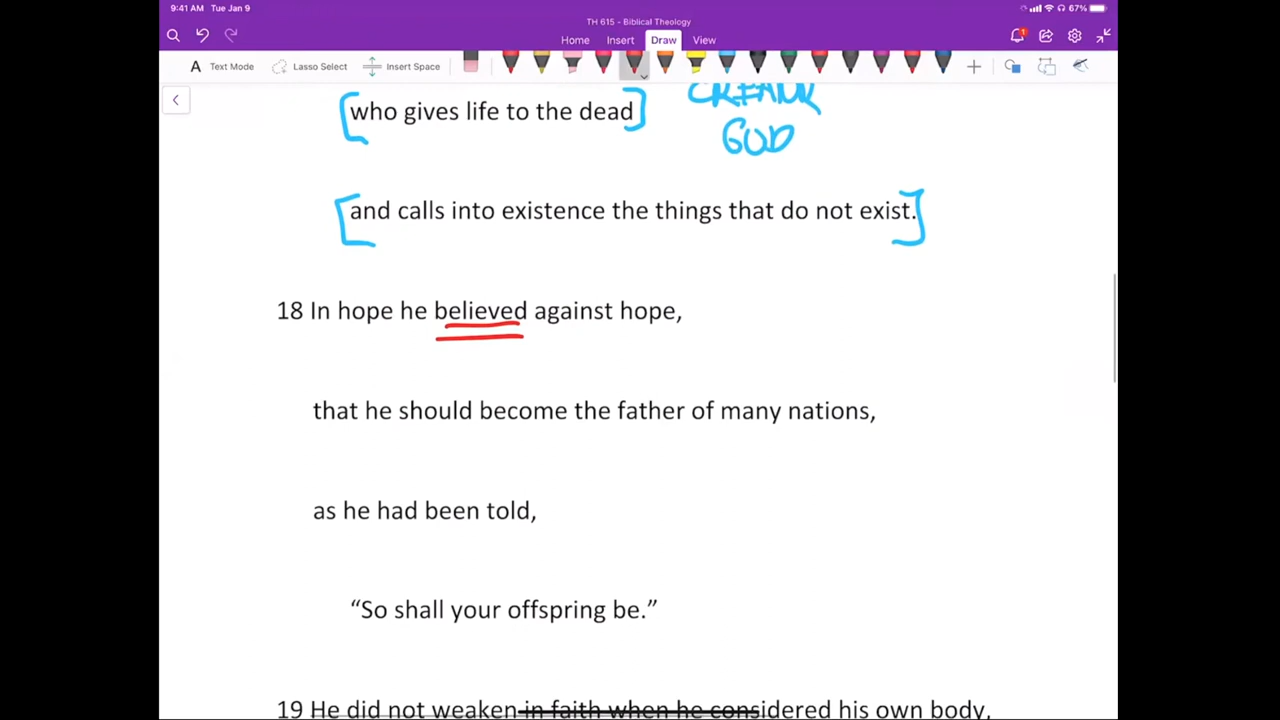 9:41 AM Tue Jan 9
67%
TH 615 - Biblical Theology
Home Insert Draw View
1
A Text Mode Lasso Select Insert Space
who gives life to the dead
GOD
and calls into existence the things that do not exist.
18 In hope he believed against hope,
that he should become the father of many nations,
as he had been told,
“So shall your offspring be.”
19 He did not weaken in faith when he considered his own body,